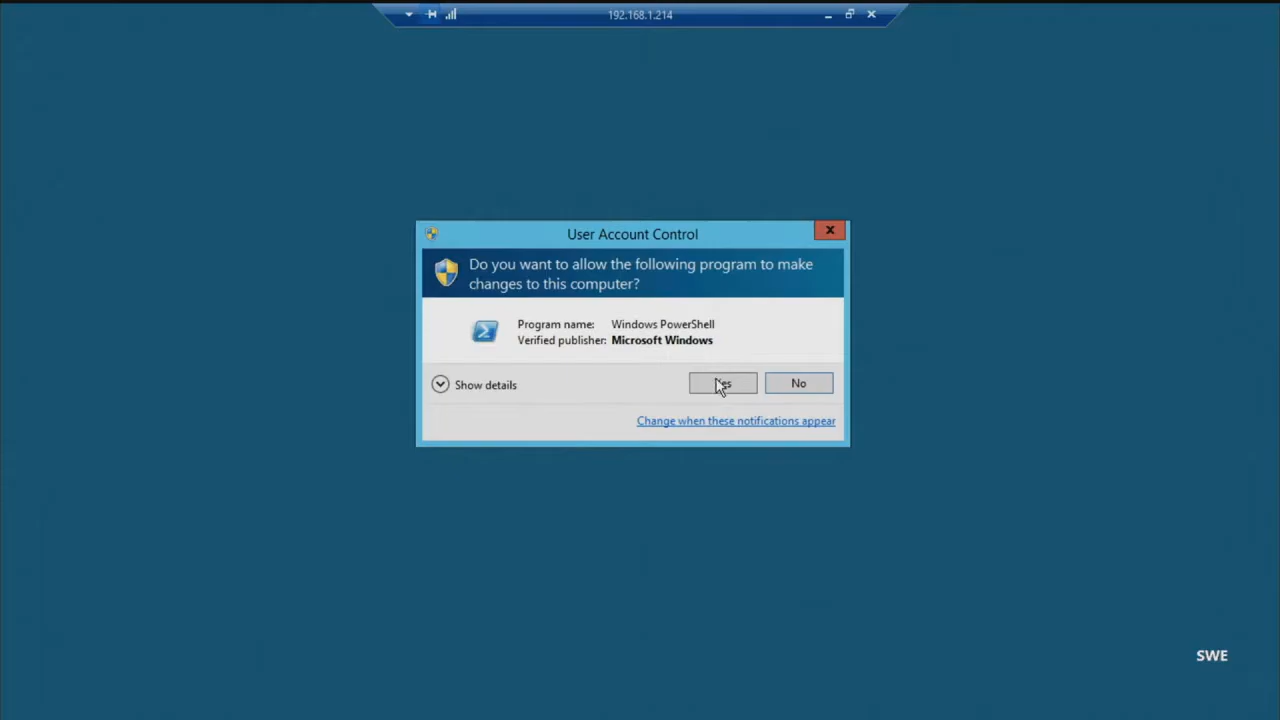 192.168.1.214
User Account Control
Do you want to allow the following program to make
changes to this computer?
Program name: Windows PowerShell
Verified publisher: Microsoft Windows
Show details
Yes
No
Change when these notifications appear
SWE